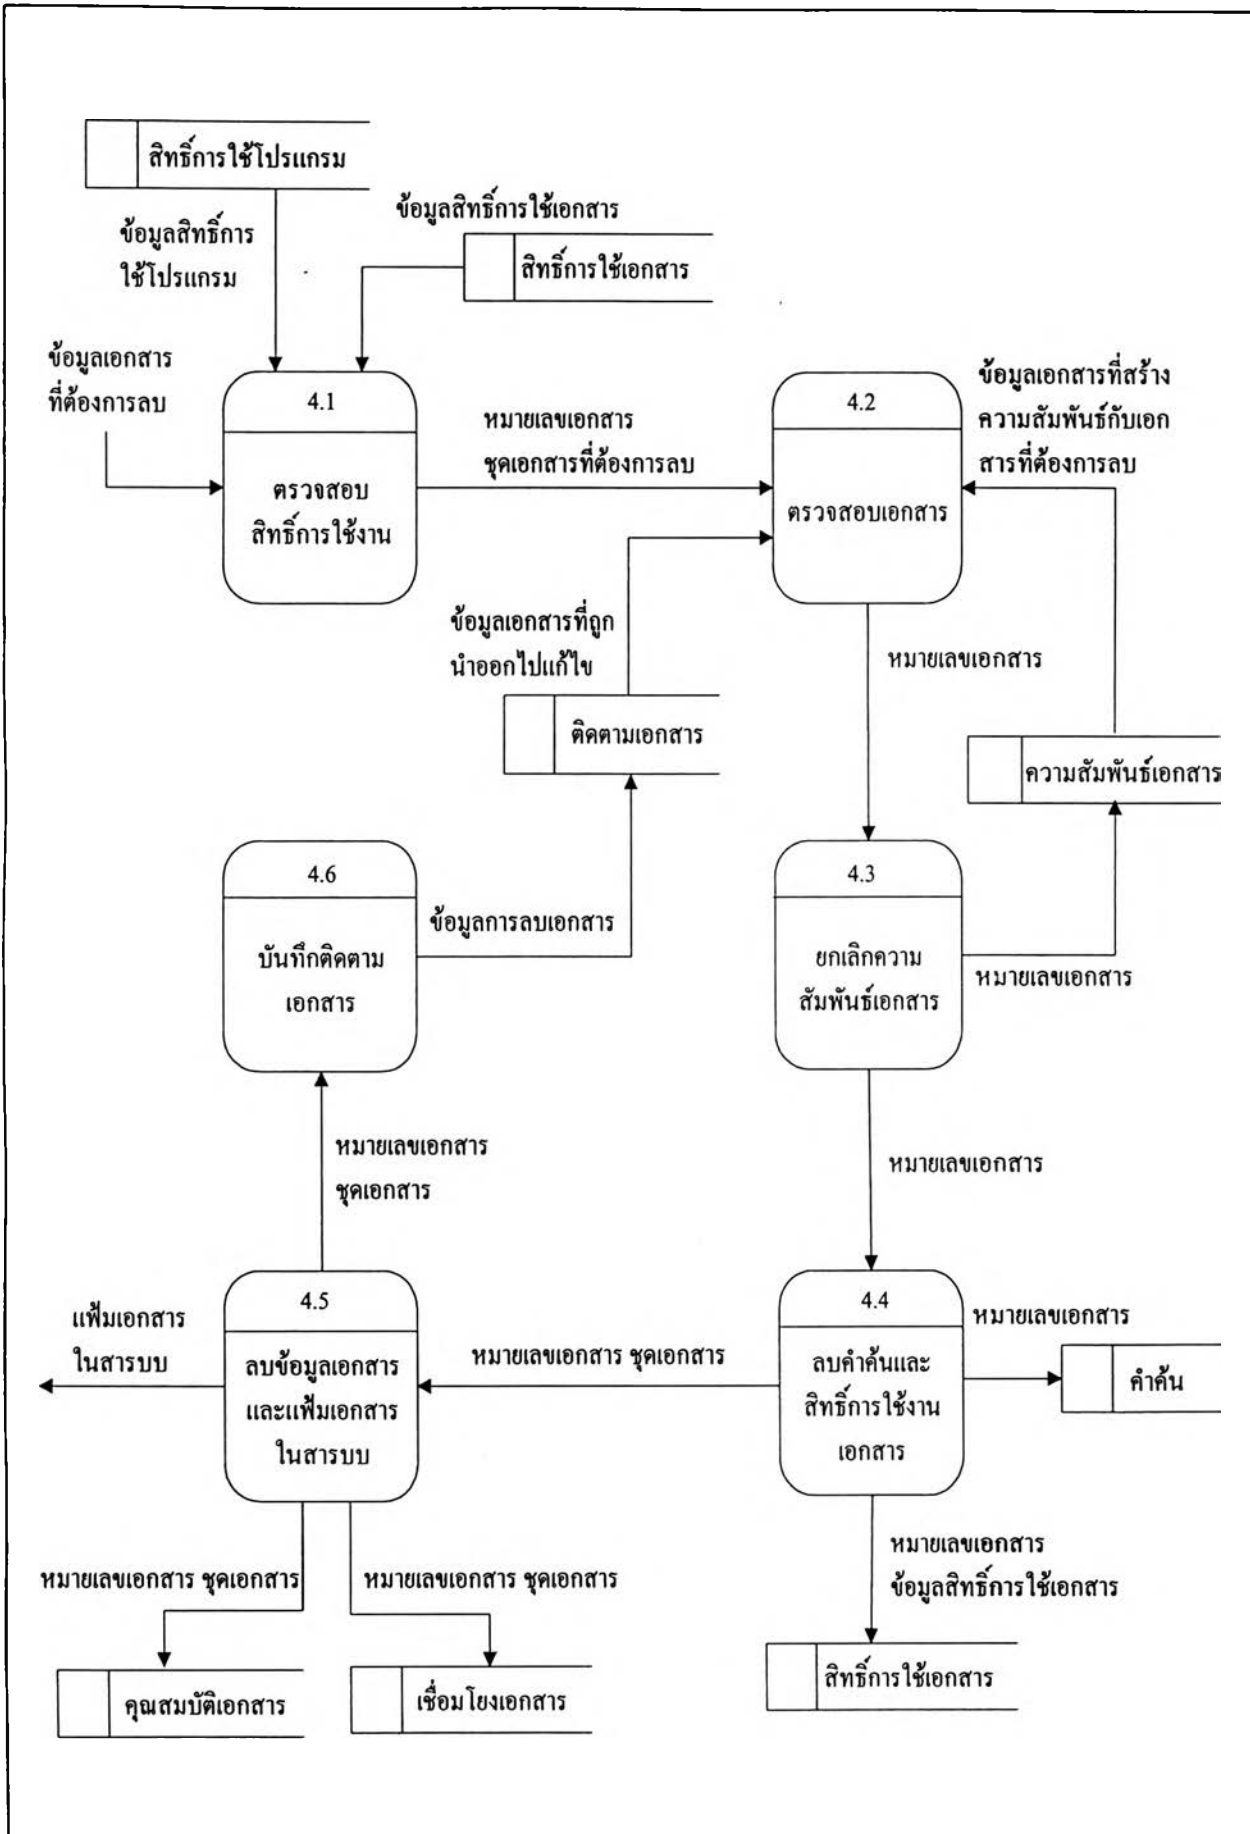 สิทธิ์การใช้โปรแกรม
ข้อมูลสิทธิ์การใช้เอกสาร
ข้อมูลสิทธิ์การ
ใช้โปรแกรม
สิทธิ์การใช้เอกสาร
ข้อมูลเอกสาร
ที่ต้องการลบ
4.1
ตรวจสอบ
สิทธิ์การใช้งาน
หมายเลขเอกสาร
ชุดเอกสารที่ต้องการลบ
4.2
ตรวจสอบเอกสาร
ข้อมูลเอกสารที่สร้าง
ความสัมพันธ์กับเอก
สารที่ต้องการลบ
ข้อมูลเอกสารที่ถูก
นำออกไปแก้ไข
หมายเลขเอกสาร
ติดตามเอกสาร
ความสัมพันธ์เอกสาร
4.6
บันทึกติดตาม
เอกสาร
ข้อมูลการลบเอกสาร
4.3
ยกเลิกความ
สัมพันธ์เอกสาร
หมายเลขเอกสาร
หมายเลขเอกสาร
ชุดเอกสาร
หมายเลขเอกสาร
แฟ้มเอกสาร
ในสารบบ
4.5
ลบข้อมูลเอกสาร
และแฟ้มเอกสาร
ในสารบบ
หมายเลขเอกสาร ชุดเอกสาร
4.4
ลบคำค้นและ
สิทธิ์การใช้งาน
เอกสาร
หมายเลขเอกสาร
คำค้น
หมายเลขเอกสาร ชุดเอกสาร
หมายเลขเอกสาร ชุดเอกสาร
หมายเลขเอกสาร
ข้อมูลสิทธิ์การใช้เอกสาร
คุณสมบัติเอกสาร
เชื่อมโยงเอกสาร
สิทธิ์การใช้เอกสาร